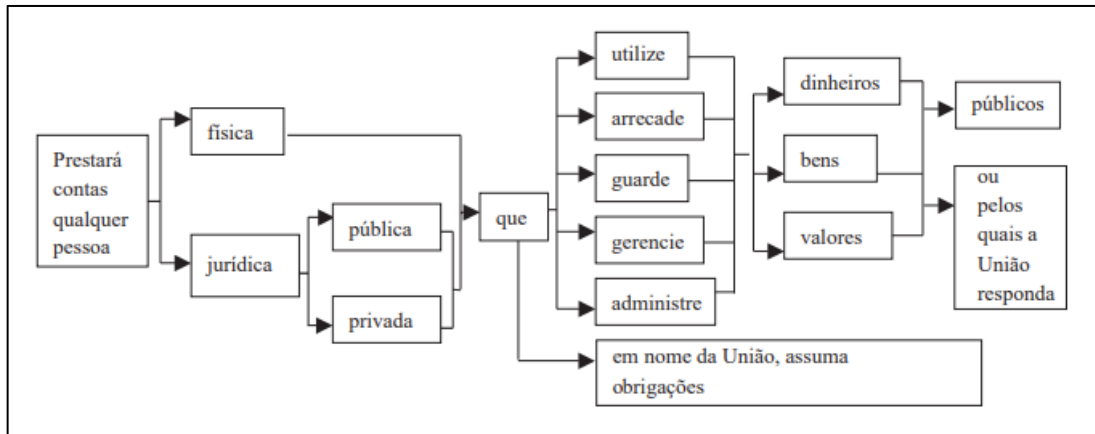 Prestará
contas
qualquer
pessoa
física
jurídica
pública
privada
que
utilize
arrecade
guarde
gerencie
administre
em nome da União, assuma
obrigações
dinheiros
bens
valores
públicos
ou
pelos
quais a
União
responda